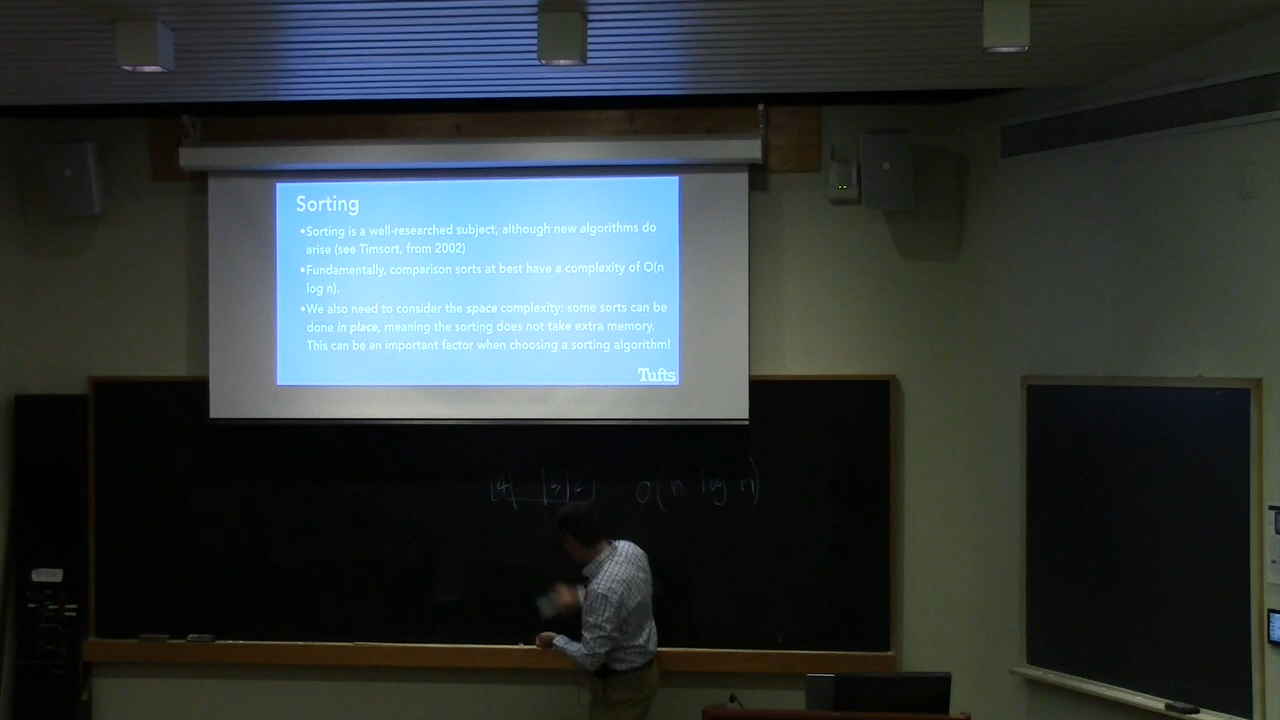 Sorting
•Sorting is a well-researched subject, although new algorithms do
arise (see Timsort, from 2002)
•Fundamentally, comparison sorts at best have a complexity of O(n
log n).
•We also need to consider the space complexity: some sorts can be
done in place, meaning the sorting does not take extra memory.
This can be an important factor when choosing a sorting algorithm!
Tufts
O(n log n)